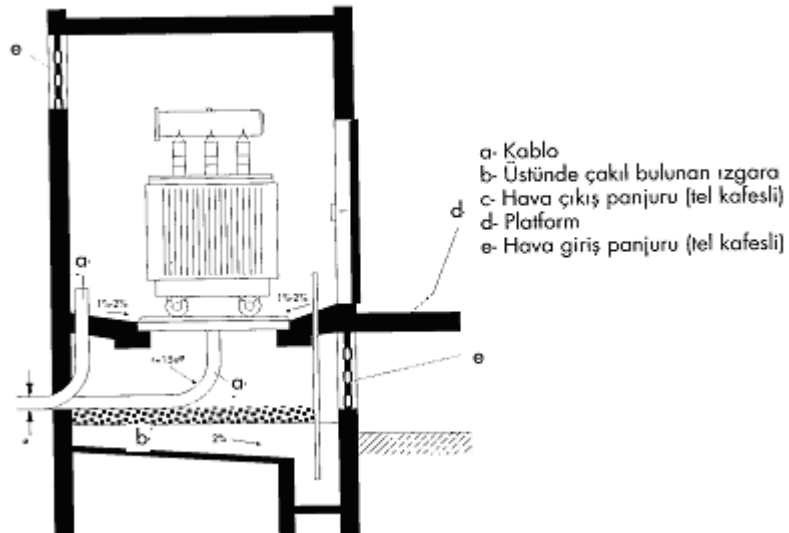 e
a- Kablo
b- Üstünde çakıl bulunan ızgara
c- Hava çıkış panjuru (tel kafesli)
d- Platform
e- Hava giriş panjuru (tel kafesli)
d
a
1%-2%
1%-2%
e
a
b
2%